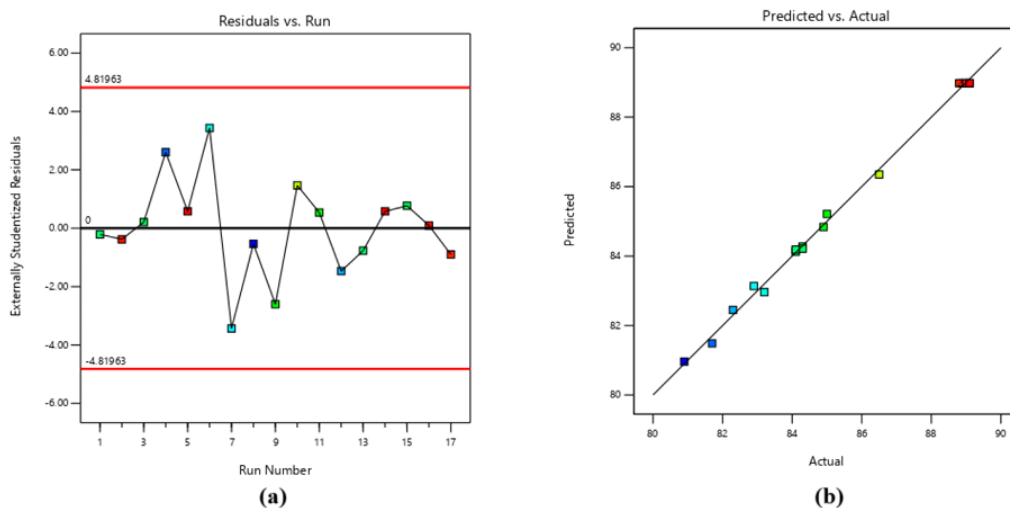 Residuals vs. Run
6.00
4.81963
4.00
2.00
0
0.00
-2.00
-4.00
-4.81963
-6.00
Externally Studentized Residuals
1 3 5 7 9 11 13 15 17
Run Number
(a)
Predicted vs. Actual
90
88
86
84
82
80
Predicted
80 82 84 86 88 90
Actual
(b)